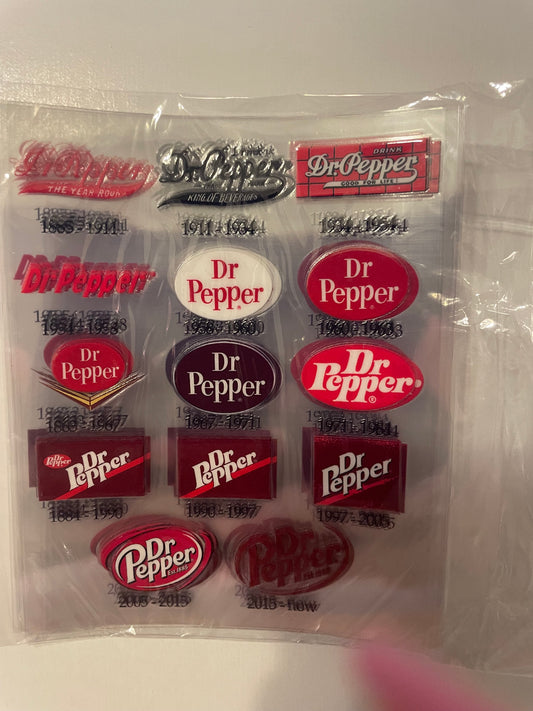 Dr Pepper
THE YEAR ROUND
1885 - 1911
Dr Pepper
KING OF BEVERAGES
1911 - 1934
DRINK
Dr Pepper
GOOD FOR LIFE!
1934 - 1954
Dr Pepper
Dr
Pepper
1958 - 1960
Dr
Pepper
1960 - 1963
Dr
Pepper
1963 - 1967
Dr
Pepper
1967 - 1971
Dr
Pepper
1971 - 1984
Dr Pepper
Dr
Pepper
1884 - 1990
Dr
Pepper
1990 - 1997
Dr
Pepper
1997 - 2005
Dr
Pepper
EST. 1885
2005 - 2015
Dr
Pepper
2015 - now